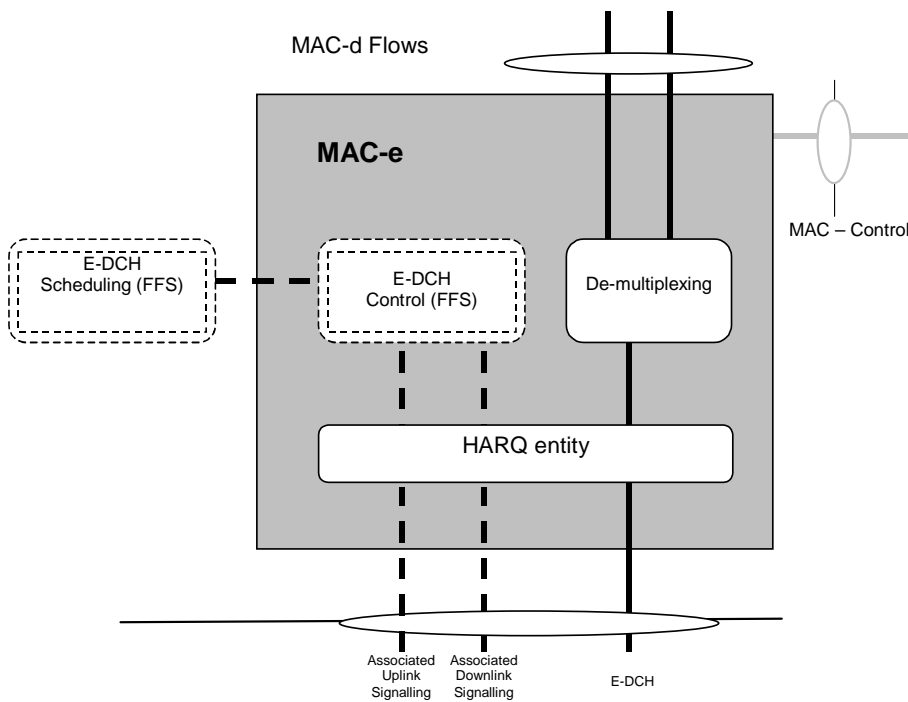 MAC-d Flows
MAC-e
MAC – Control
E-DCH
Scheduling (FFS)
E-DCH
Control (FFS)
De-multiplexing
HARQ entity
Associated
Uplink
Signalling
Associated
Downlink
Signalling
E-DCH